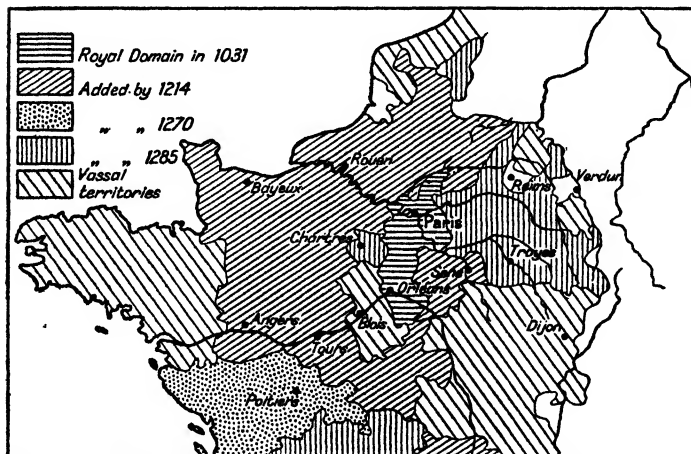 Royal Domain in 1031
Added by 1214
" " 1270
" " 1285
Vassal
territories
Rouen
Bayeux
Reims
Verdun
Paris
Chartres
Troyes
Sens
Orleans
Angers
Blois
Tours
Dijon
Poitiers